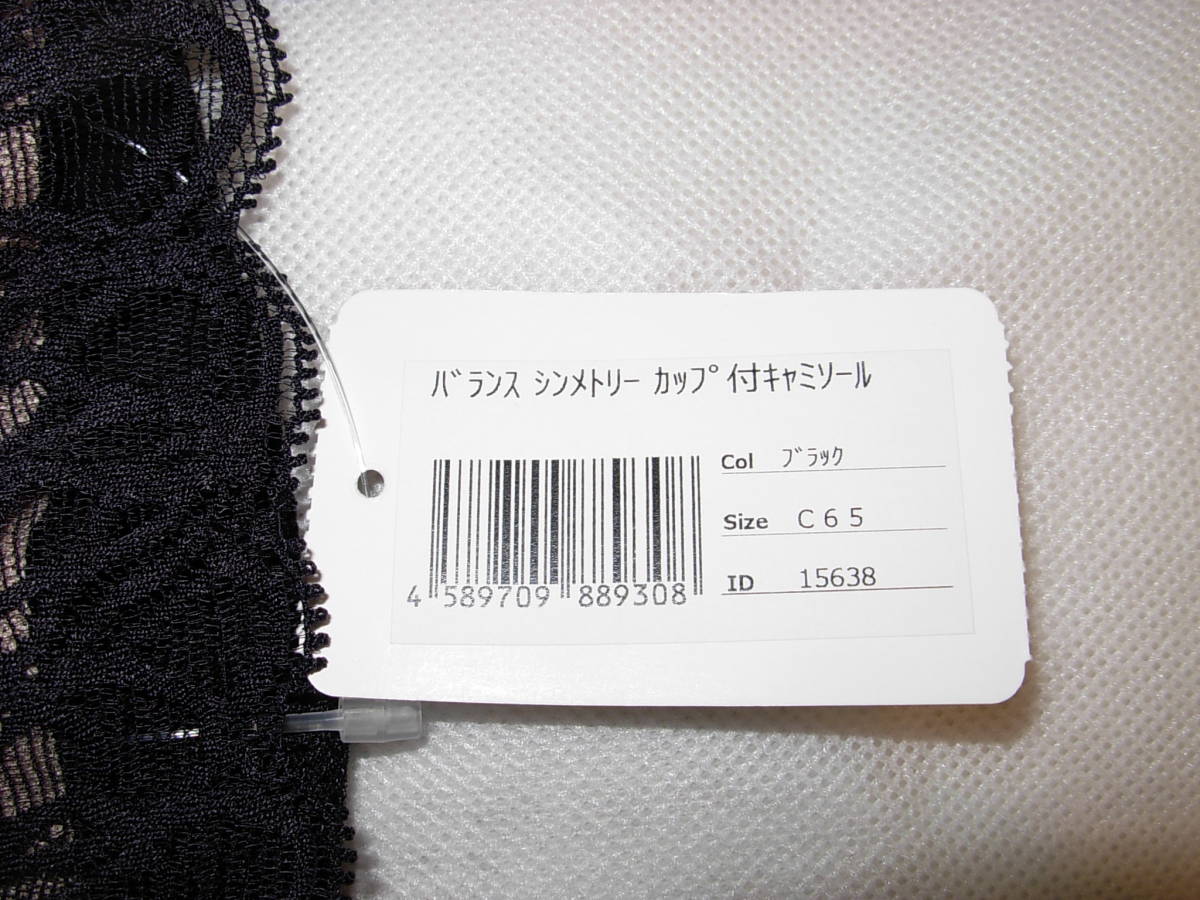 ﾊﾞﾗﾝｽ ｼﾝﾒﾄﾘｰ ｶｯﾌﾟ付ｷｬﾐｿｰﾙ
Col ﾌﾞﾗｯｸ
Size C65
ID 15638
4 589709 889308